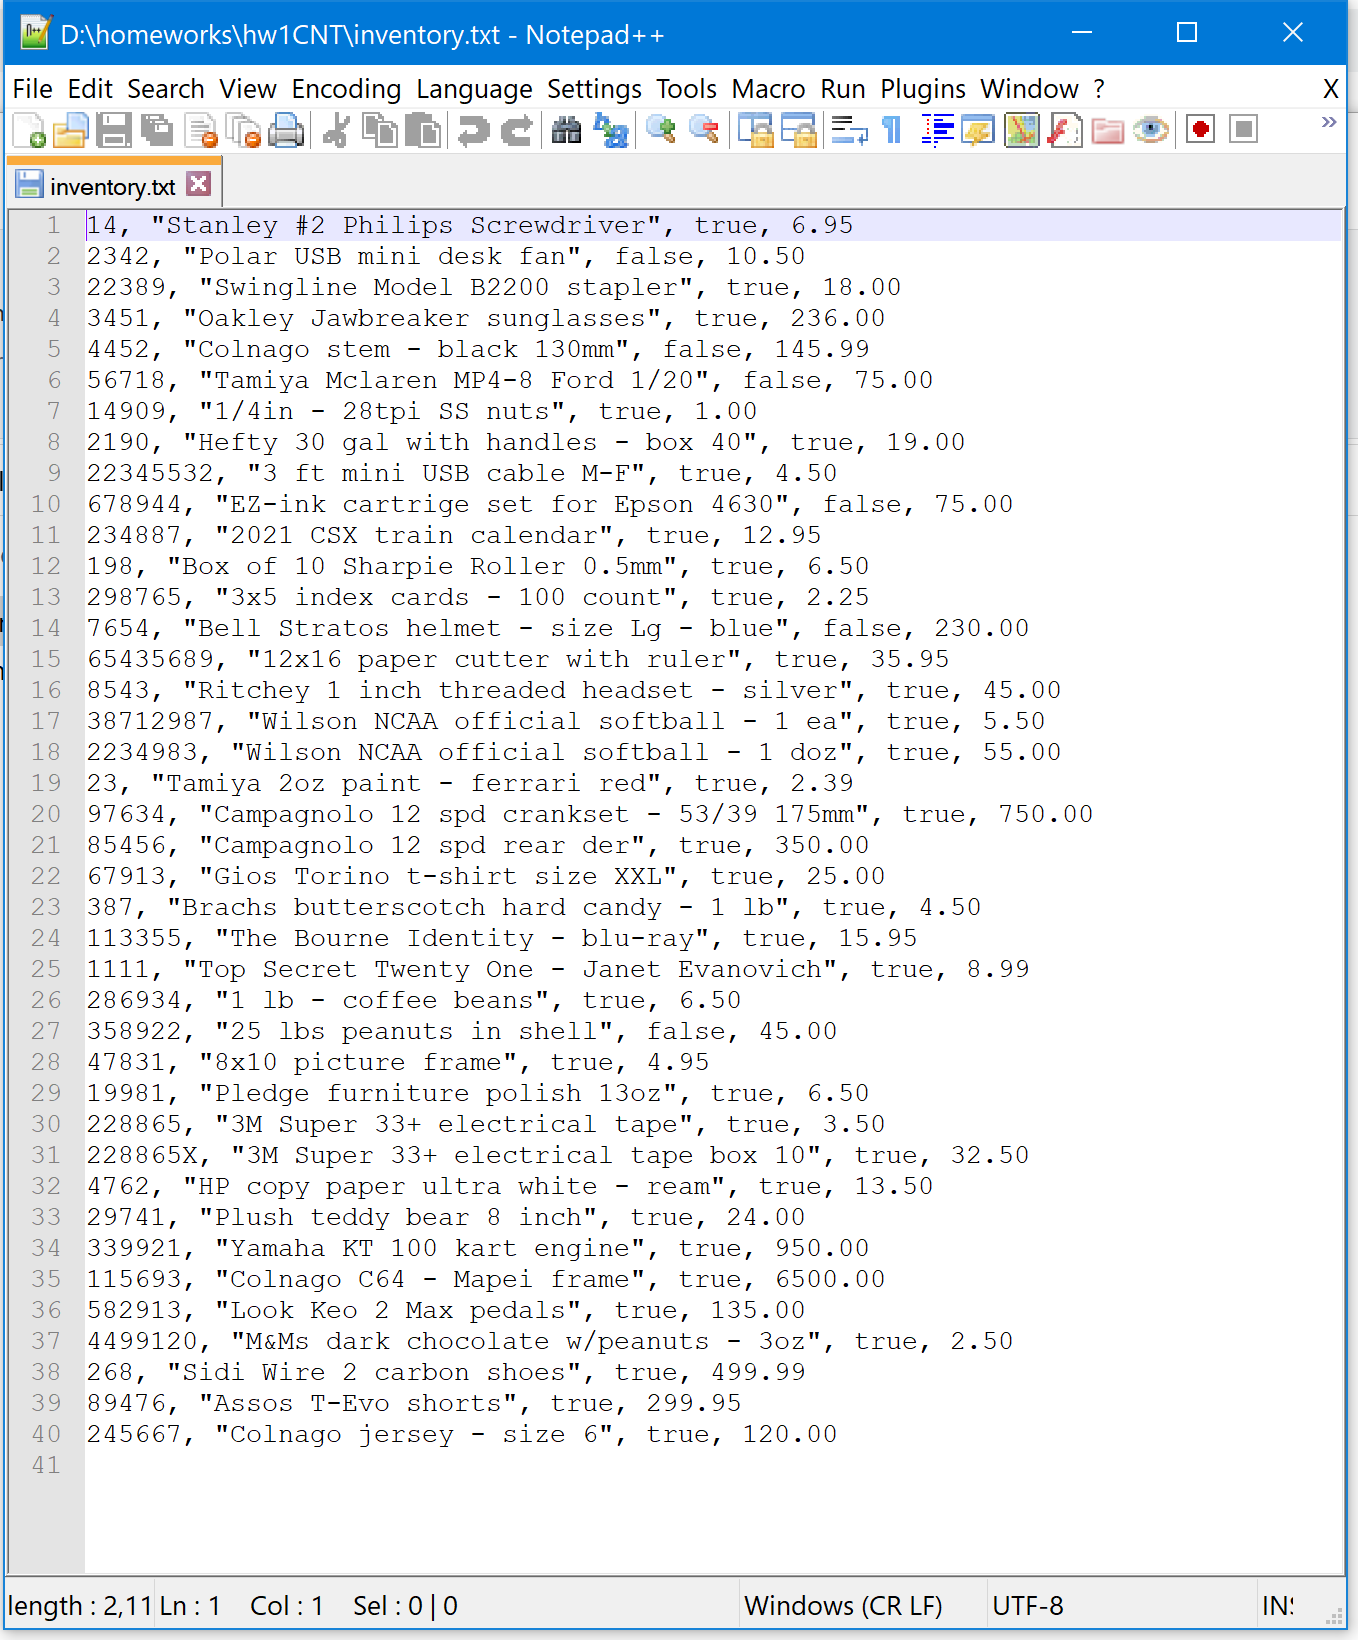 D:\homeworks\hw1CNT\inventory.txt - Notepad++
File Edit Search View Encoding Language Settings Tools Macro Run Plugins Window ? X
inventory.txt
1 14, "Stanley #2 Philips Screwdriver", true, 6.95
2 2342, "Polar USB mini desk fan", false, 10.50
3 22389, "Swingline Model B2200 stapler", true, 18.00
4 3451, "Oakley Jawbreaker sunglasses", true, 236.00
5 4452, "Colnago stem - black 130mm", false, 145.99
6 56718, "Tamiya Mclaren MP4-8 Ford 1/20", false, 75.00
7 14909, "1/4in - 28tpi SS nuts", true, 1.00
8 2190, "Hefty 30 gal with handles - box 40", true, 19.00
9 22345532, "3 ft mini USB cable M-F", true, 4.50
10 678944, "EZ-ink cartrige set for Epson 4630", false, 75.00
11 234887, "2021 CSX train calendar", true, 12.95
12 198, "Box of 10 Sharpie Roller 0.5mm", true, 6.50
13 298765, "3x5 index cards - 100 count", true, 2.25
14 7654, "Bell Stratos helmet - size Lg - blue", false, 230.00
15 65435689, "12x16 paper cutter with ruler", true, 35.95
16 8543, "Ritchey 1 inch threaded headset - silver", true, 45.00
17 38712987, "Wilson NCAA official softball - 1 ea", true, 5.50
18 2234983, "Wilson NCAA official softball - 1 doz", true, 55.00
19 23, "Tamiya 2oz paint - ferrari red", true, 2.39
20 97634, "Campagnolo 12 spd crankset - 53/39 175mm", true, 750.00
21 85456, "Campagnolo 12 spd rear der", true, 350.00
22 67913, "Gios Torino t-shirt size XXL", true, 25.00
23 387, "Brachs butterscotch hard candy - 1 lb", true, 4.50
24 113355, "The Bourne Identity - blu-ray", true, 15.95
25 1111, "Top Secret Twenty One - Janet Evanovich", true, 8.99
26 286934, "1 lb - coffee beans", true, 6.50
27 358922, "25 lbs peanuts in shell", false, 45.00
28 47831, "8x10 picture frame", true, 4.95
29 19981, "Pledge furniture polish 13oz", true, 6.50
30 228865, "3M Super 33+ electrical tape", true, 3.50
31 228865X, "3M Super 33+ electrical tape box 10", true, 32.50
32 4762, "HP copy paper ultra white - ream", true, 13.50
33 29741, "Plush teddy bear 8 inch", true, 24.00
34 339921, "Yamaha KT 100 kart engine", true, 950.00
35 115693, "Colnago C64 - Mapei frame", true, 6500.00
36 582913, "Look Keo 2 Max pedals", true, 135.00
37 4499120, "M&Ms dark chocolate w/peanuts - 3oz", true, 2.50
38 268, "Sidi Wire 2 carbon shoes", true, 499.99
39 89476, "Assos T-Evo shorts", true, 299.95
40 245667, "Colnago jersey - size 6", true, 120.00
41
length : 2,11 Ln : 1 Col : 1 Sel : 0 | 0 Windows (CR LF) UTF-8